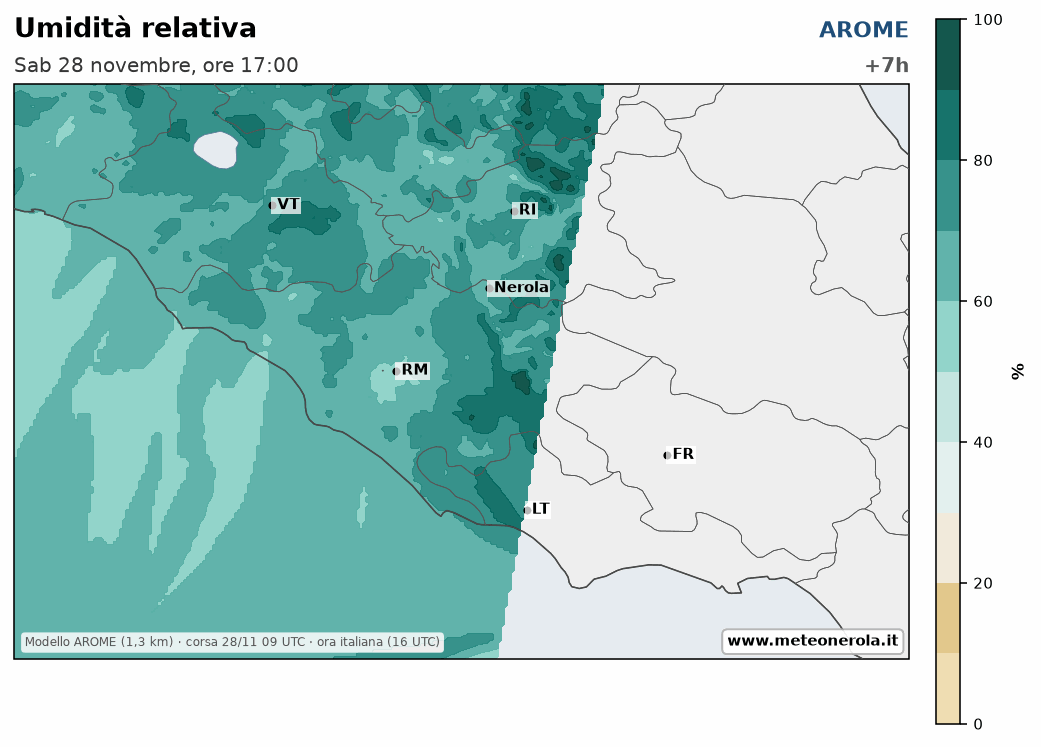 Umidità relativa
AROME
Sab 28 novembre, ore 17:00
+7h
100
80
60
40
20
0
%
VT
RI
Nerola
RM
FR
LT
Modello AROME (1,3 km) · corsa 28/11 09 UTC · ora italiana (16 UTC)
www.meteonerola.it